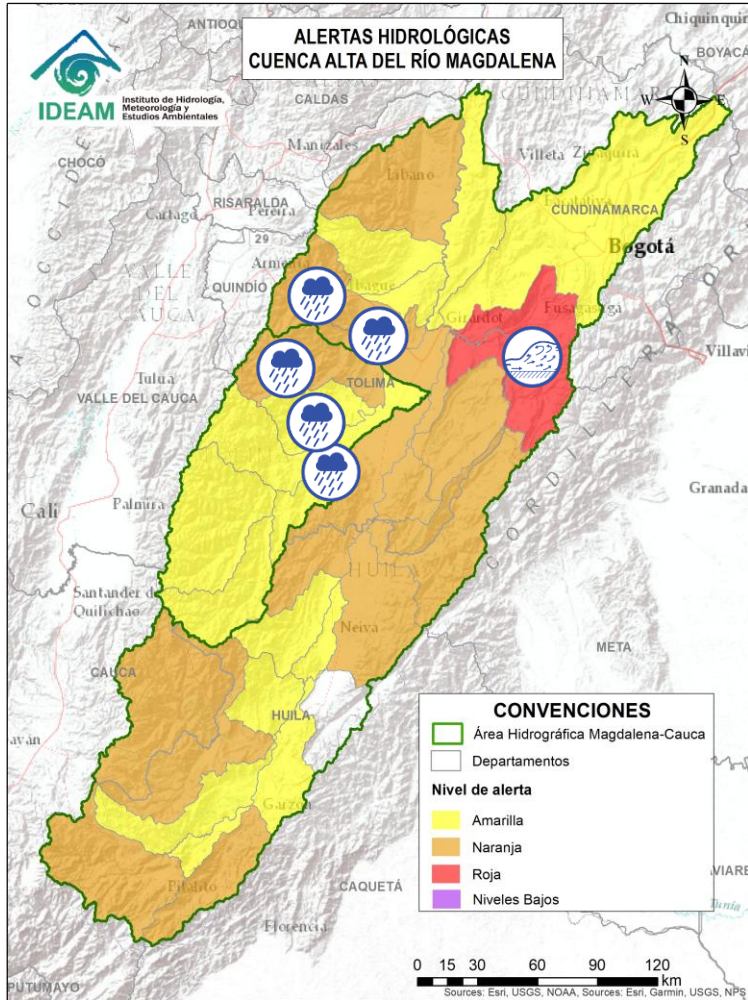 ALERTAS HIDROLÓGICAS
CUENCA ALTA DEL RÍO MAGDALENA
IDEAM
Instituto de Hidrología,
Meteorología y
Estudios Ambientales
Chiquinquirá
BOYACÁ
N
W
E
S
CALDAS
CHOCÓ
Manizales
Líbano
Villeta
Zipaquirá
RISARALDA
Pereira
Cartago
Facatativá
CUNDINAMARCA
29
Bogotá
Armenia
QUINDÍO
Ibagué
VALLE
DEL
CAUCA
Girardot
Fusagasugá
Tulua
TOLIMA
VALLE DEL CAUCA
Palmira
Cali
Granada
CORDILLERA
HUILA
Santander de
Quilichao
Neiva
META
CAUCA
HUILA
Garzón
Pitalito
CAQUETÁ
Florencia
PUTUMAYO
CONVENCIONES
Área Hidrográfica Magdalena-Cauca
Departamentos
Nivel de alerta
Amarilla
Naranja
Roja
Niveles Bajos
VIARE
0 15 30 60 90 120
km
Sources: Esri, USGS, NOAA, Sources: Esri, Garmin, USGS, NPS